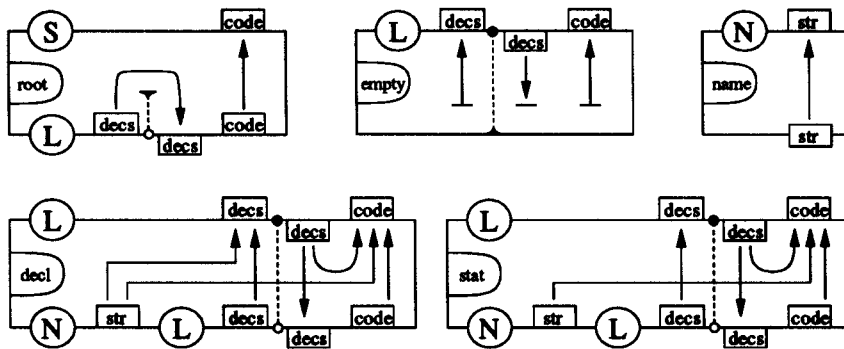 S code L decs decs code N str
root empty name
L decs code decs str
L decs code L decs code
decs decs
decl stat
N str L decs code N str L decs code
decs decs